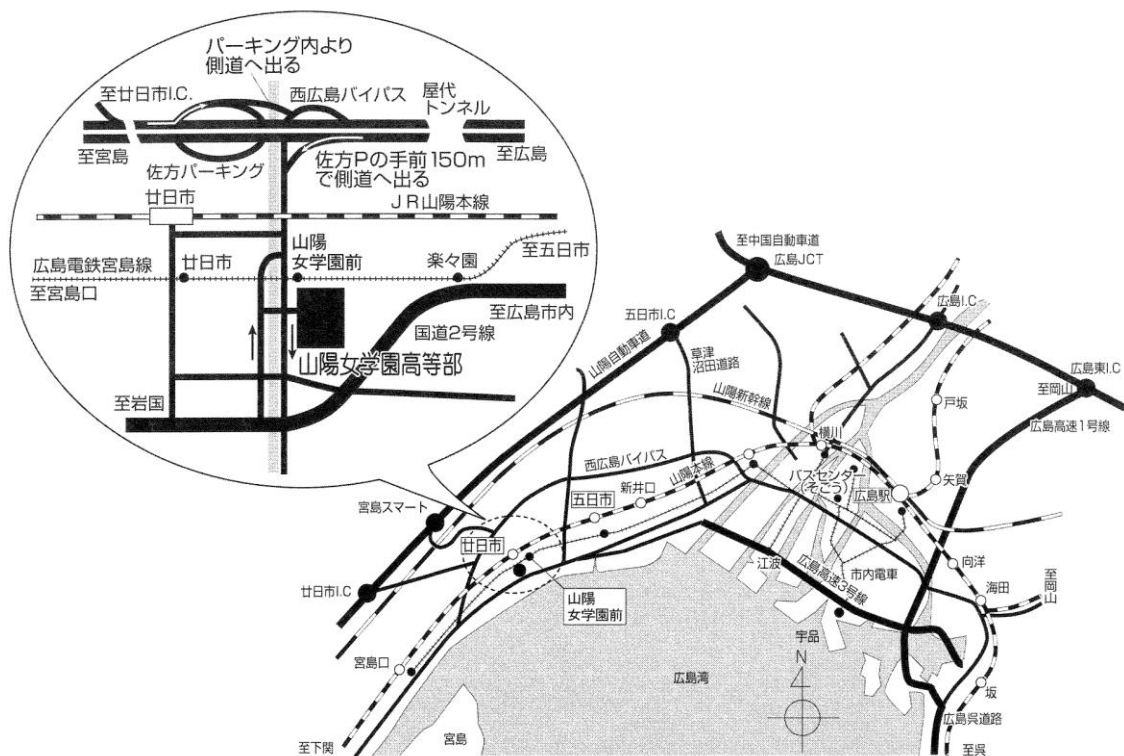 パーキング内より
側道へ出る
至廿日市I.C.
西広島バイパス
屋代
トンネル
至宮島
至広島
佐方パーキング
佐方Pの手前150m
で側道へ出る
廿日市
JR山陽本線
山陽
女学園前
至五日市
広島電鉄宮島線
廿日市
楽々園
至宮島口
至広島市内
国道2号線
山陽女学園高等部
至岩国
至中国自動車道
広島JCT
広島I.C
五日市I.C
山陽自動車道
草津
沼田道路
広島東I.C
至岡山
戸坂
広島高速1号線
山陽新幹線
横川
西広島バイパス
山陽本線
バスセンター
(そごう)
矢賀
広島駅
新井口
五日市
宮島スマート
廿日市
江波
広島高速3号線
市内電車
向洋
海田
至岡山
廿日市I.C
山陽
女学園前
宇品
N
宮島口
広島湾
坂
広島呉道路
宮島
至下関
至呉